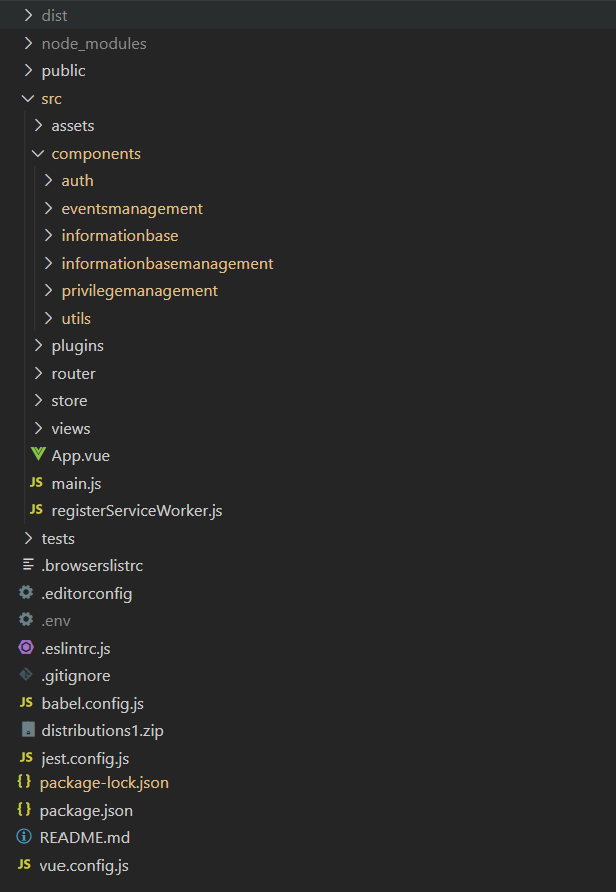 dist
node_modules
public
src
assets
components
auth
eventsmanagement
informationbase
informationbasemanagement
privilegemanagement
utils
plugins
router
store
views
App.vue
JS main.js
JS registerServiceWorker.js
tests
.browserslistrc
.editorconfig
.env
.eslintrc.js
.gitignore
JS babel.config.js
distributions1.zip
JS jest.config.js
{} package-lock.json
{} package.json
README.md
JS vue.config.js